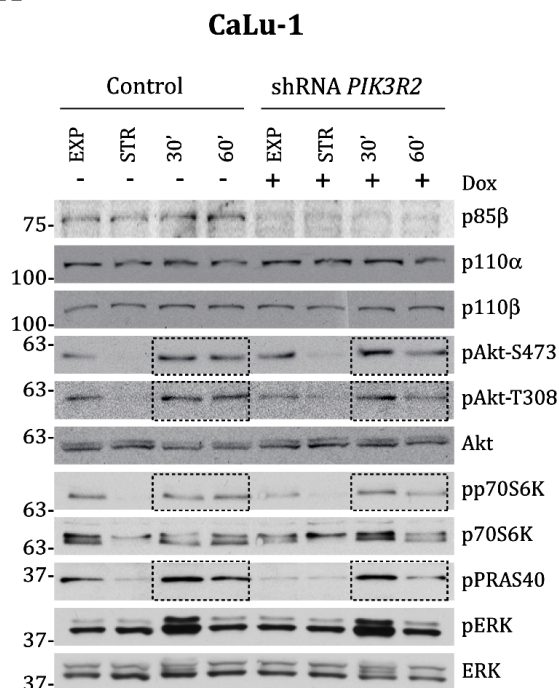 CaLu-1
Control shRNA PIK3R2
EXP STR 30' 60' EXP STR 30' 60'
- - - - + + + + Dox
75- p85β
p110α
100-
p110β
100-
63- pAkt-S473
63- pAkt-T308
63- Akt
pp70S6K
63-
p70S6K
63-
37- pPRAS40
pERK
37-
ERK
37-